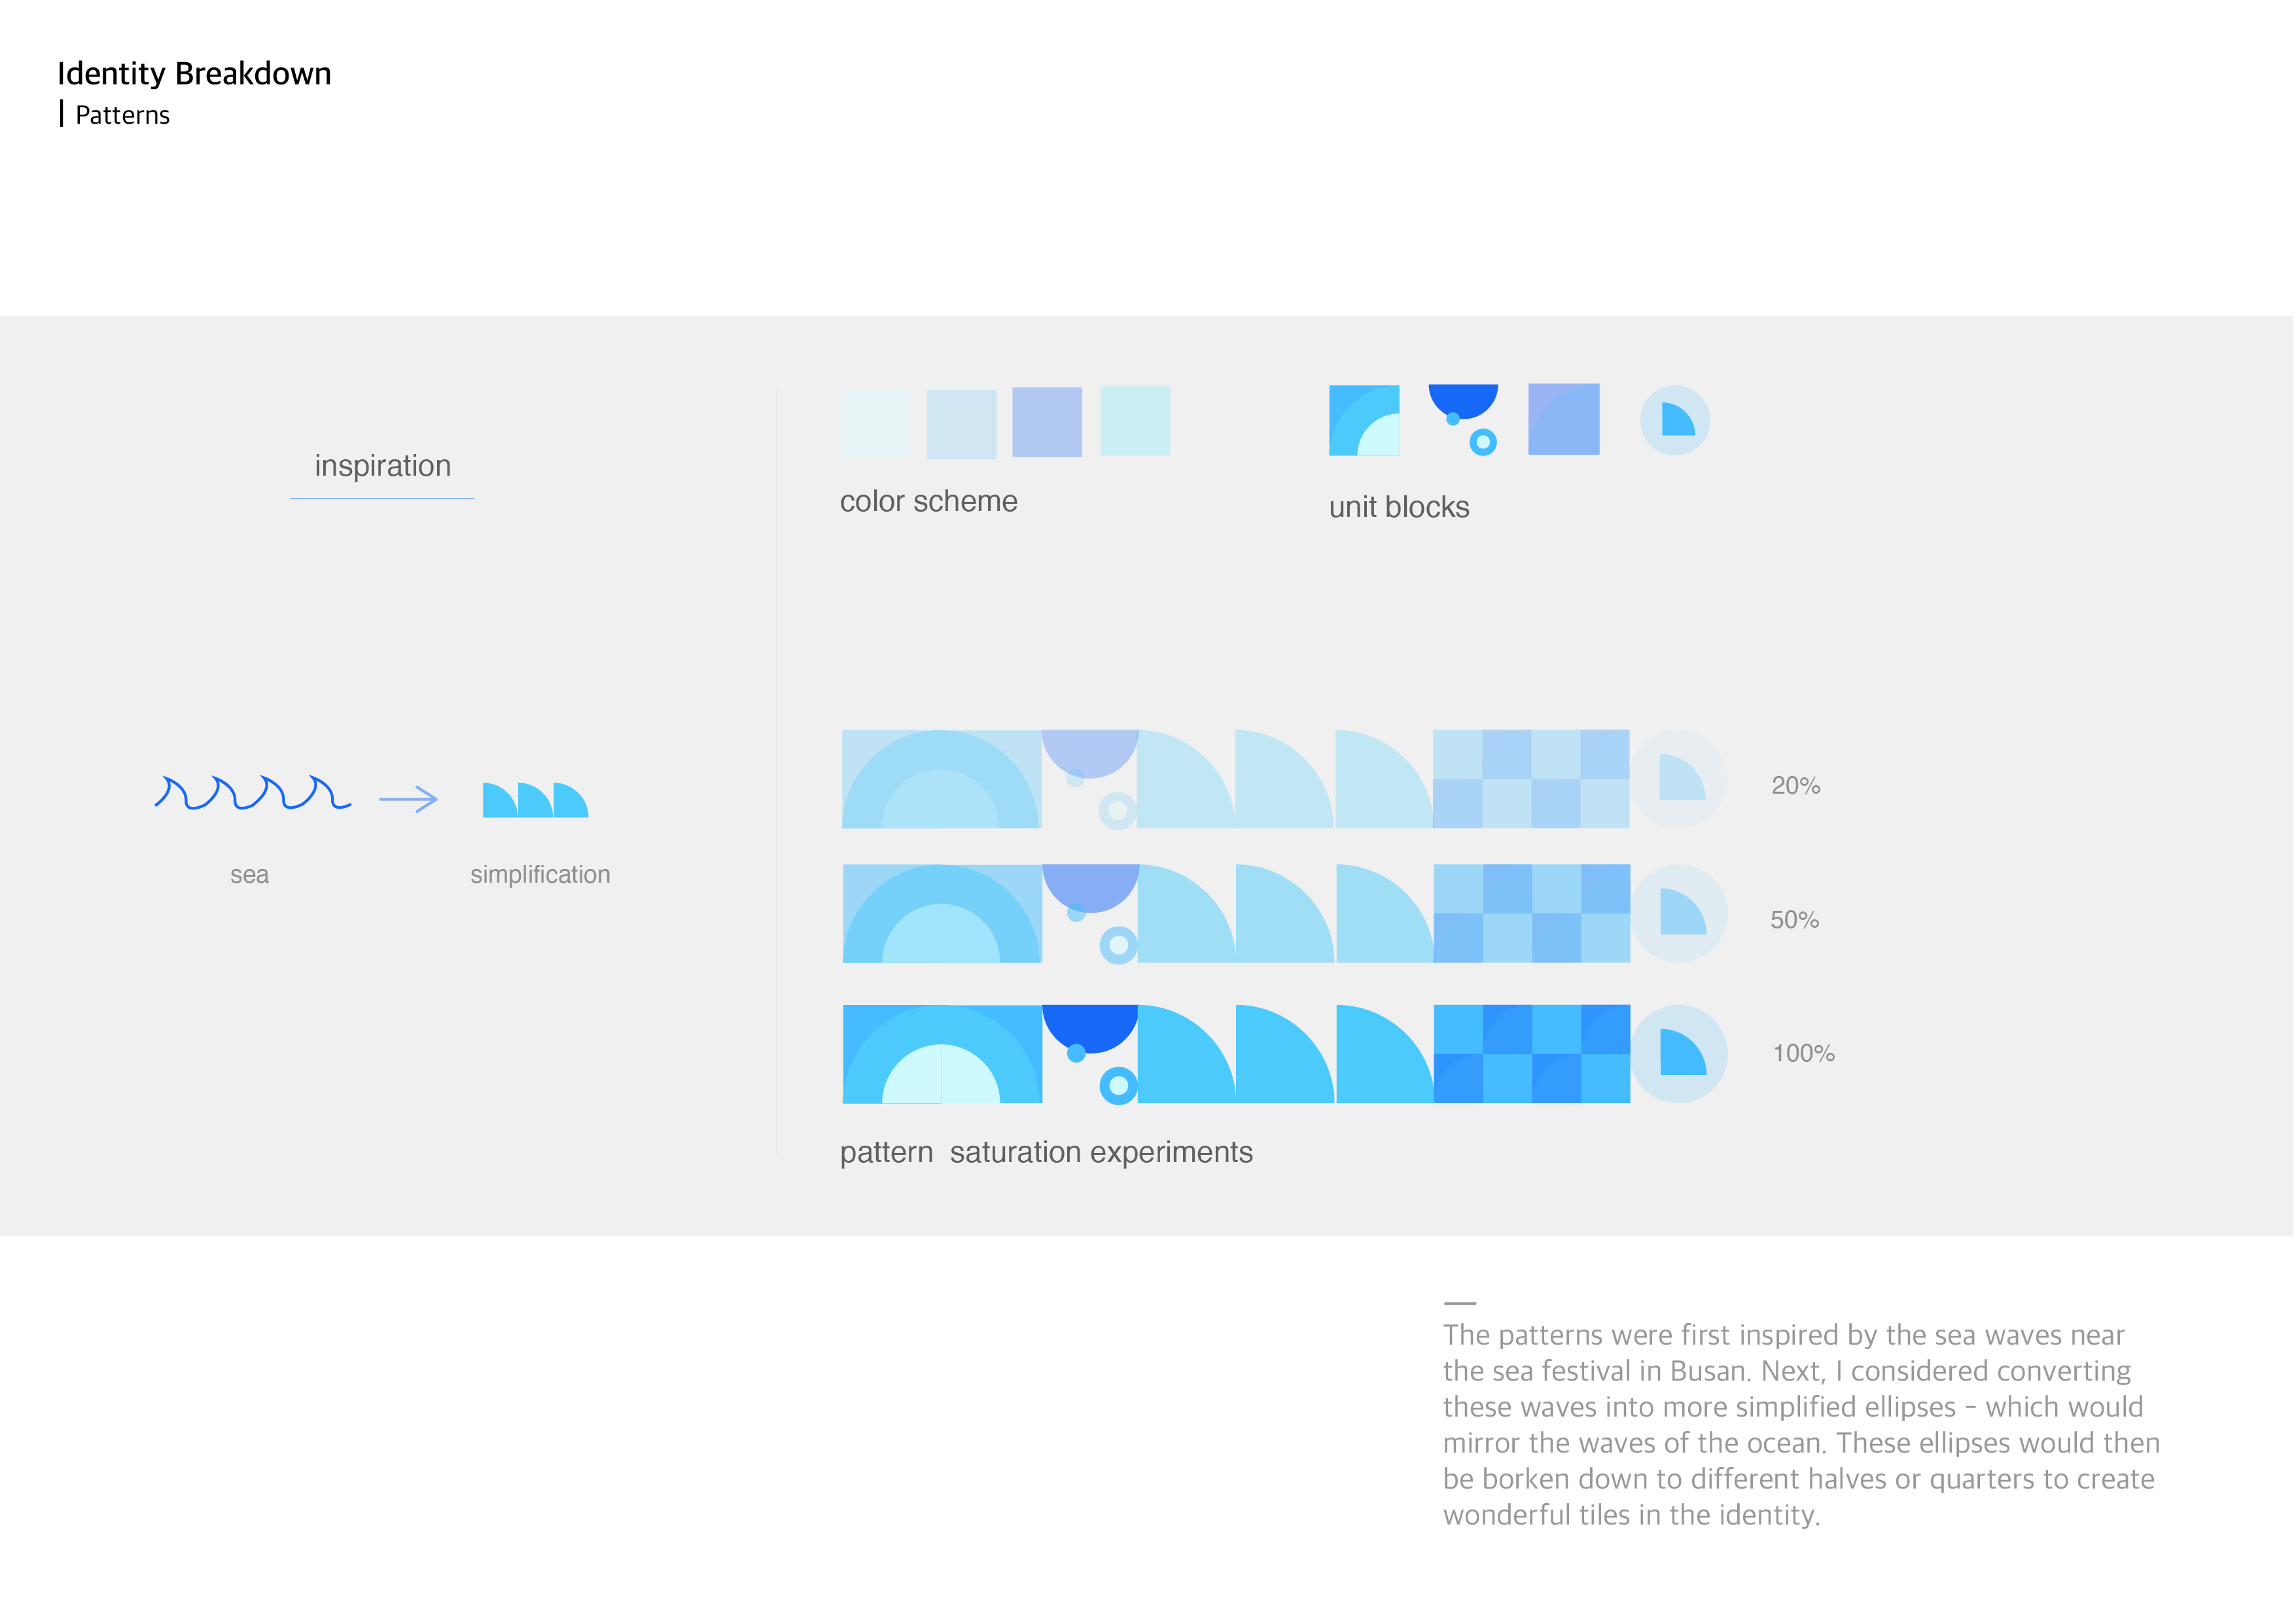 Identity Breakdown
Patterns
inspiration
sea
simplification
color scheme
unit blocks
20%
50%
100%
pattern  saturation experiments
The patterns were first inspired by the sea waves near
the sea festival in Busan. Next, I considered converting
these waves into more simplified ellipses - which would
mirror the waves of the ocean. These ellipses would then
be borken down to different halves or quarters to create
wonderful tiles in the identity.